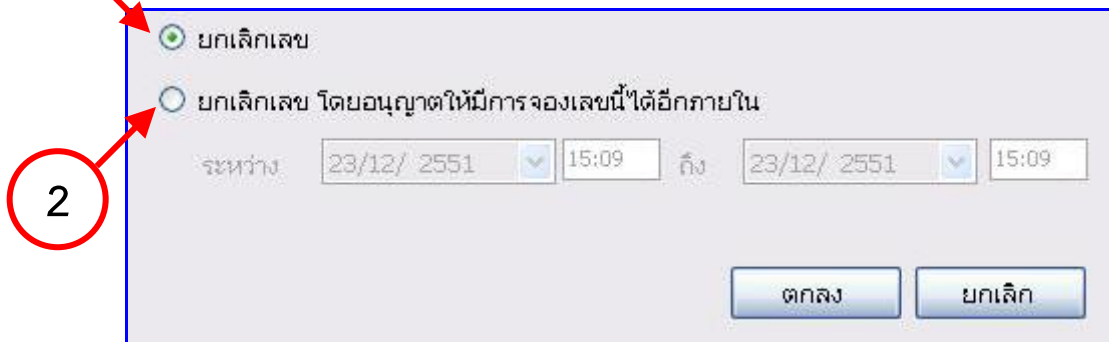 ยกเลิกเลข
ยกเลิกเลข โดยอนุญาตให้มีการจองเลขนี้ได้อีกภายใน
ระหว่าง 23/12/ 2551 15:09 ถึง 23/12/ 2551 15:09
2
ตกลง ยกเลิก